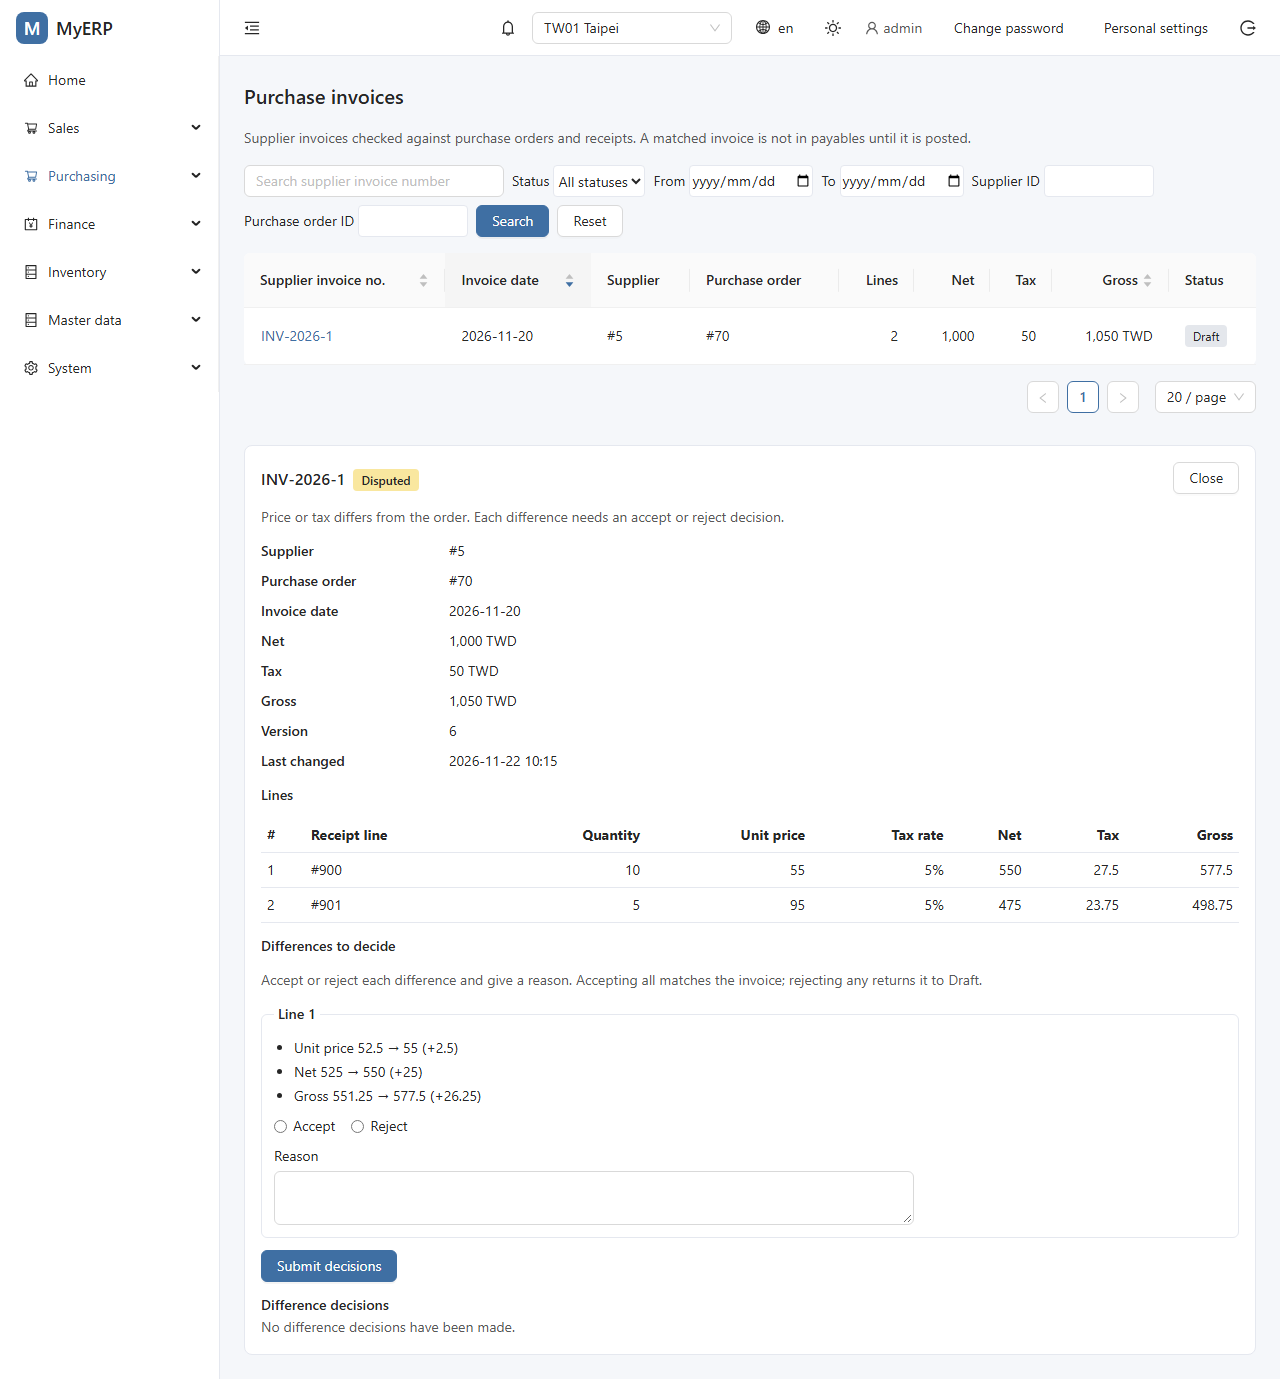 M MyERP
TW01 Taipei
en
admin
Change password
Personal settings
Home
Sales
Purchasing
Finance
Inventory
Master data
System
Purchase invoices
Supplier invoices checked against purchase orders and receipts. A matched invoice is not in payables until it is posted.
Search supplier invoice number Status All statuses From yyyy/mm/dd To yyyy/mm/dd Supplier ID
Purchase order ID Search Reset
Supplier invoice no. Invoice date Supplier Purchase order Lines Net Tax Gross Status
INV-2026-1 2026-11-20 #5 #70 2 1,000 50 1,050 TWD Draft
< 1 > 20 / page
INV-2026-1 Disputed Close
Price or tax differs from the order. Each difference needs an accept or reject decision.
Supplier #5
Purchase order #70
Invoice date 2026-11-20
Net 1,000 TWD
Tax 50 TWD
Gross 1,050 TWD
Version 6
Last changed 2026-11-22 10:15
Lines
# Receipt line Quantity Unit price Tax rate Net Tax Gross
1 #900 10 55 5% 550 27.5 577.5
2 #901 5 95 5% 475 23.75 498.75
Differences to decide
Accept or reject each difference and give a reason. Accepting all matches the invoice; rejecting any returns it to Draft.
Line 1
• Unit price 52.5 → 55 (+2.5)
• Net 525 → 550 (+25)
• Gross 551.25 → 577.5 (+26.25)
Accept Reject
Reason
Submit decisions
Difference decisions
No difference decisions have been made.